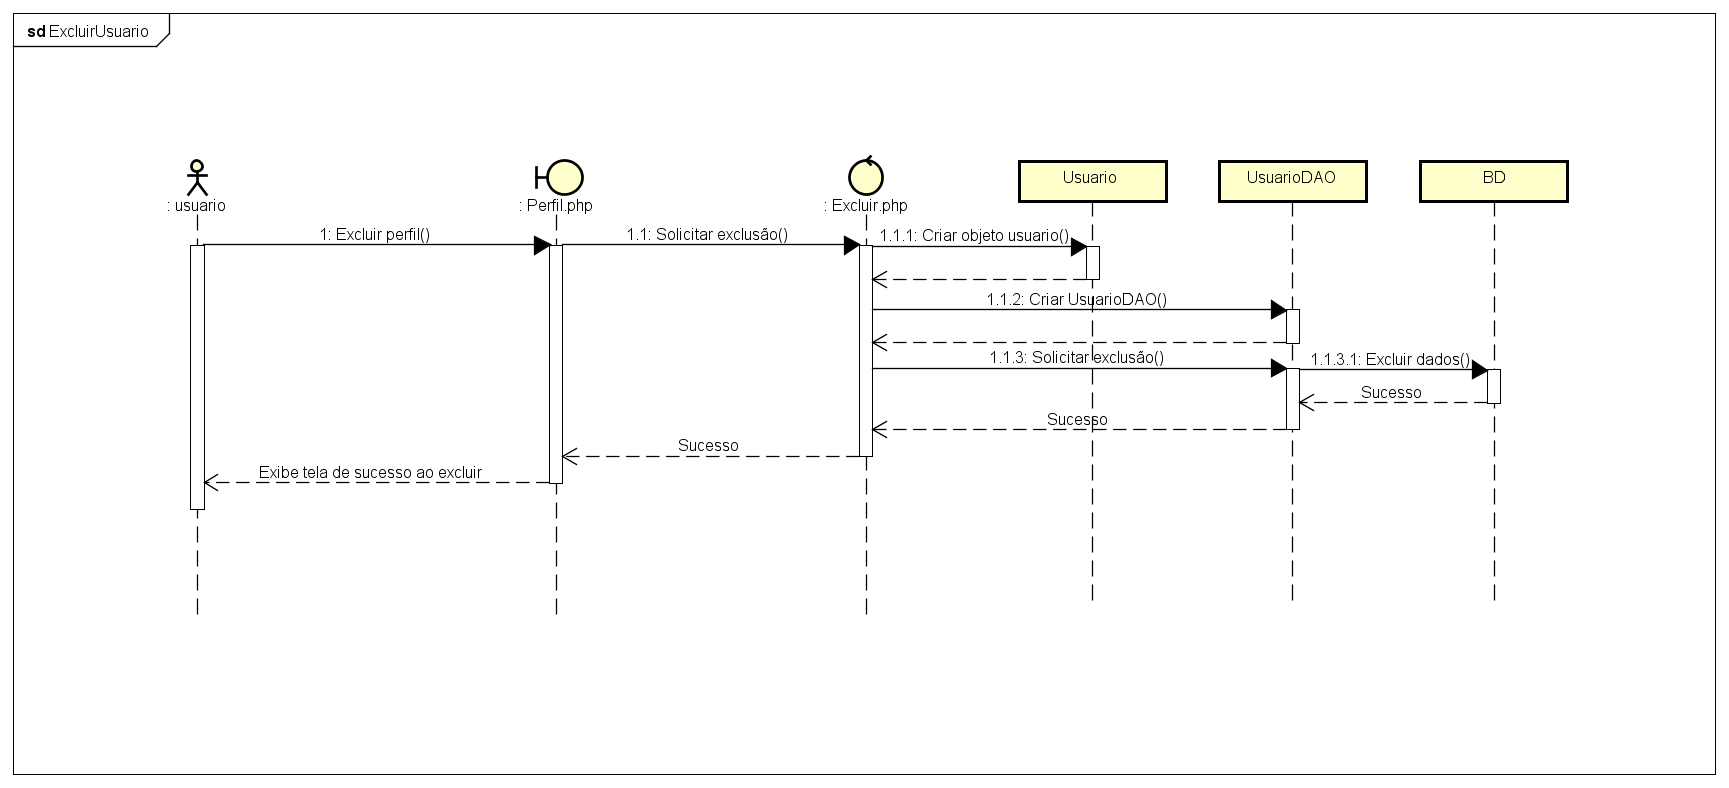 sd ExcluirUsuario
: usuario
: Perfil.php
: Excluir.php
Usuario
UsuarioDAO
BD
1: Excluir perfil()
1.1: Solicitar exclusão()
1.1.1: Criar objeto usuario()
1.1.2: Criar UsuarioDAO()
1.1.3: Solicitar exclusão()
1.1.3.1: Excluir dados()
Sucesso
Sucesso
Sucesso
Exibe tela de sucesso ao excluir